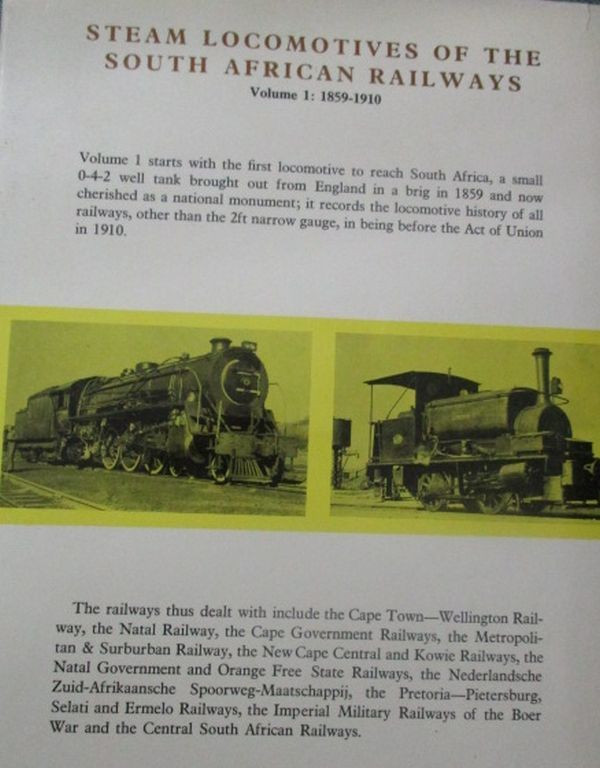 STEAM LOCOMOTIVES OF THE
SOUTH AFRICAN RAILWAYS
Volume 1: 1859-1910
Volume 1 starts with the first locomotive to reach South Africa, a small
0-4-2 well tank brought out from England in a brig in 1859 and now
cherished as a national monument; it records the locomotive history of all
railways, other than the 2ft narrow gauge, in being before the Act of Union
in 1910.
The railways thus dealt with include the Cape Town—Wellington Rail-
way, the Natal Railway, the Cape Government Railways, the Metropoli-
tan & Surburban Railway, the New Cape Central and Kowie Railways, the
Natal Government and Orange Free State Railways, the Nederlandsche
Zuid-Afrikaansche Spoorweg-Maatschappij, the Pretoria—Pietersburg,
Selati and Ermelo Railways, the Imperial Military Railways of the Boer
War and the Central South African Railways.